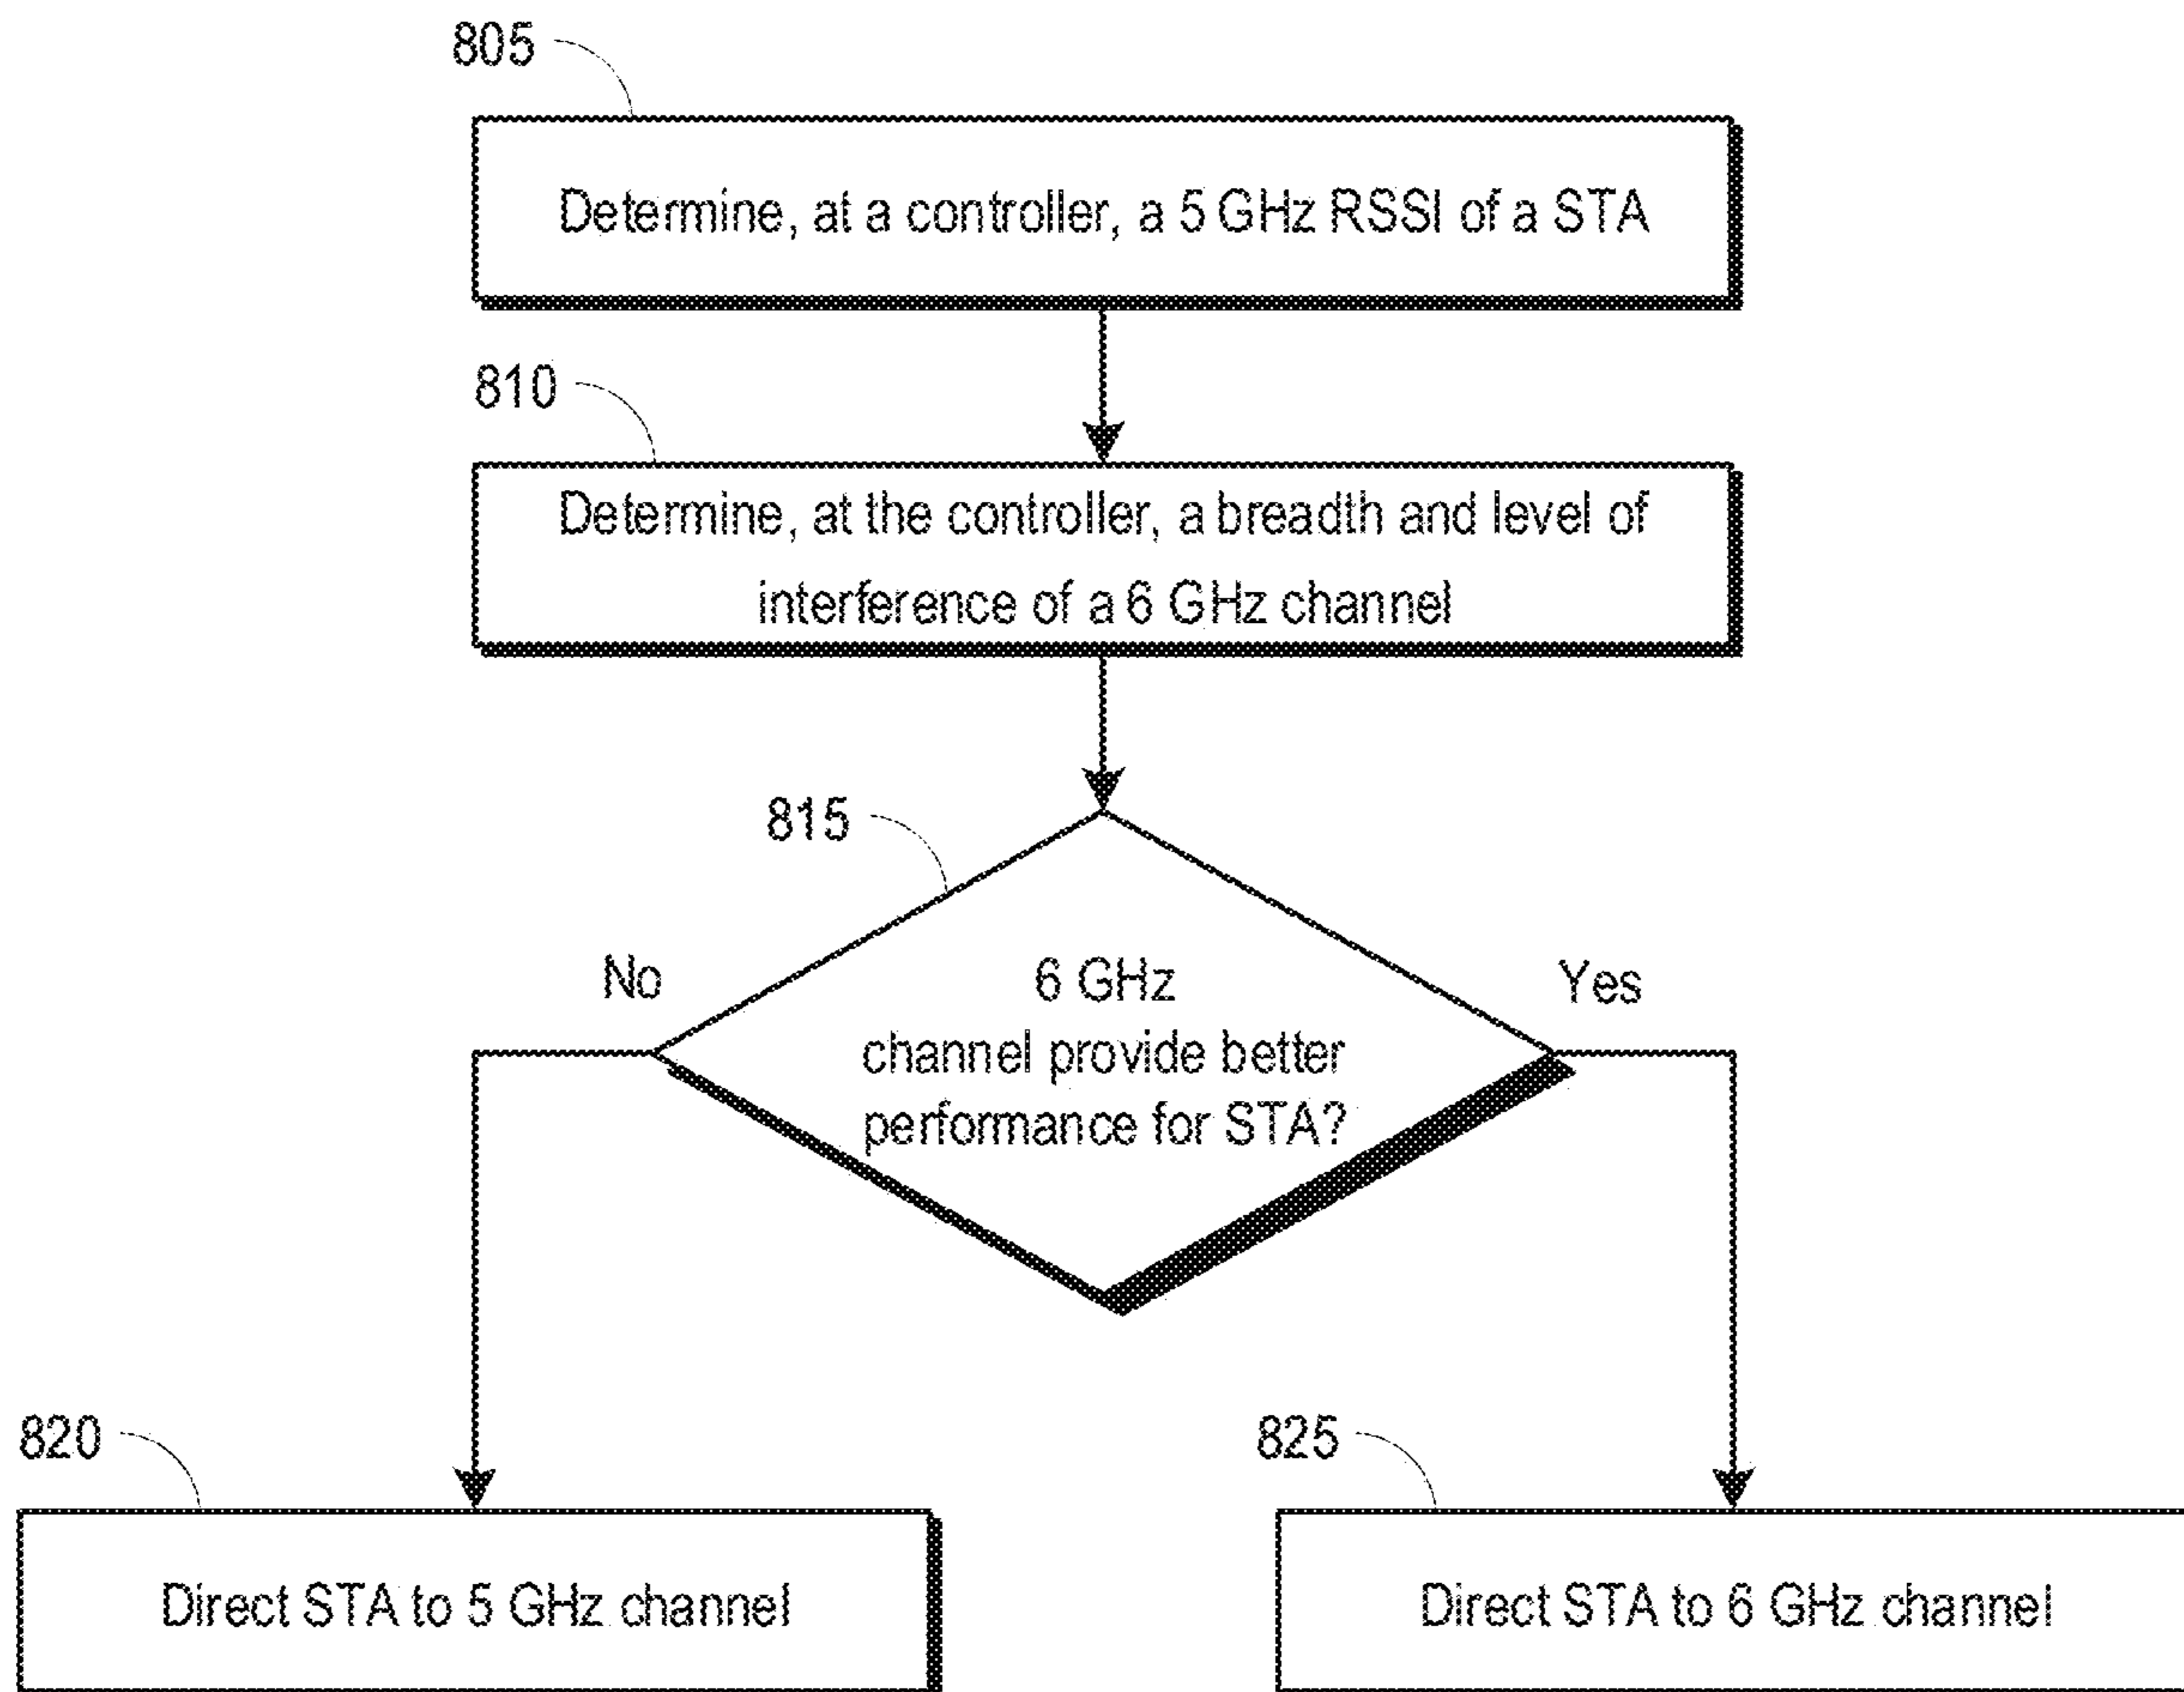 805
Determine, at a controller, a 5 GHz RSSI of a STA
810
Determine, at the controller, a breadth and level of
interference of a 6 GHz channel
815
No
6 GHz
channel provide better
performance for STA?
Yes
820
Direct STA to 5 GHz channel
825
Direct STA to 6 GHz channel